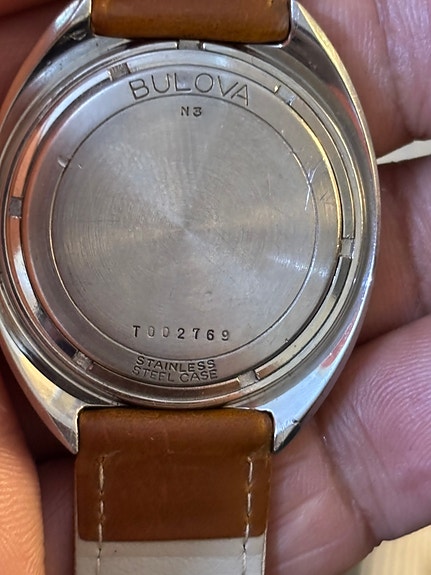 BULOVA
N3
T002769
STAINLESS
STEEL CASE